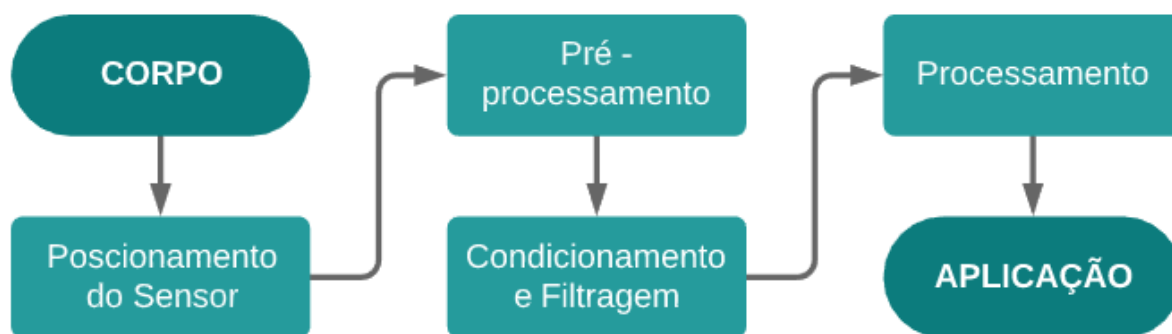 CORPO
Poscionamento
do Sensor
Pré -
processamento
Condicionamento
e Filtragem
Processamento
APLICAÇÃO